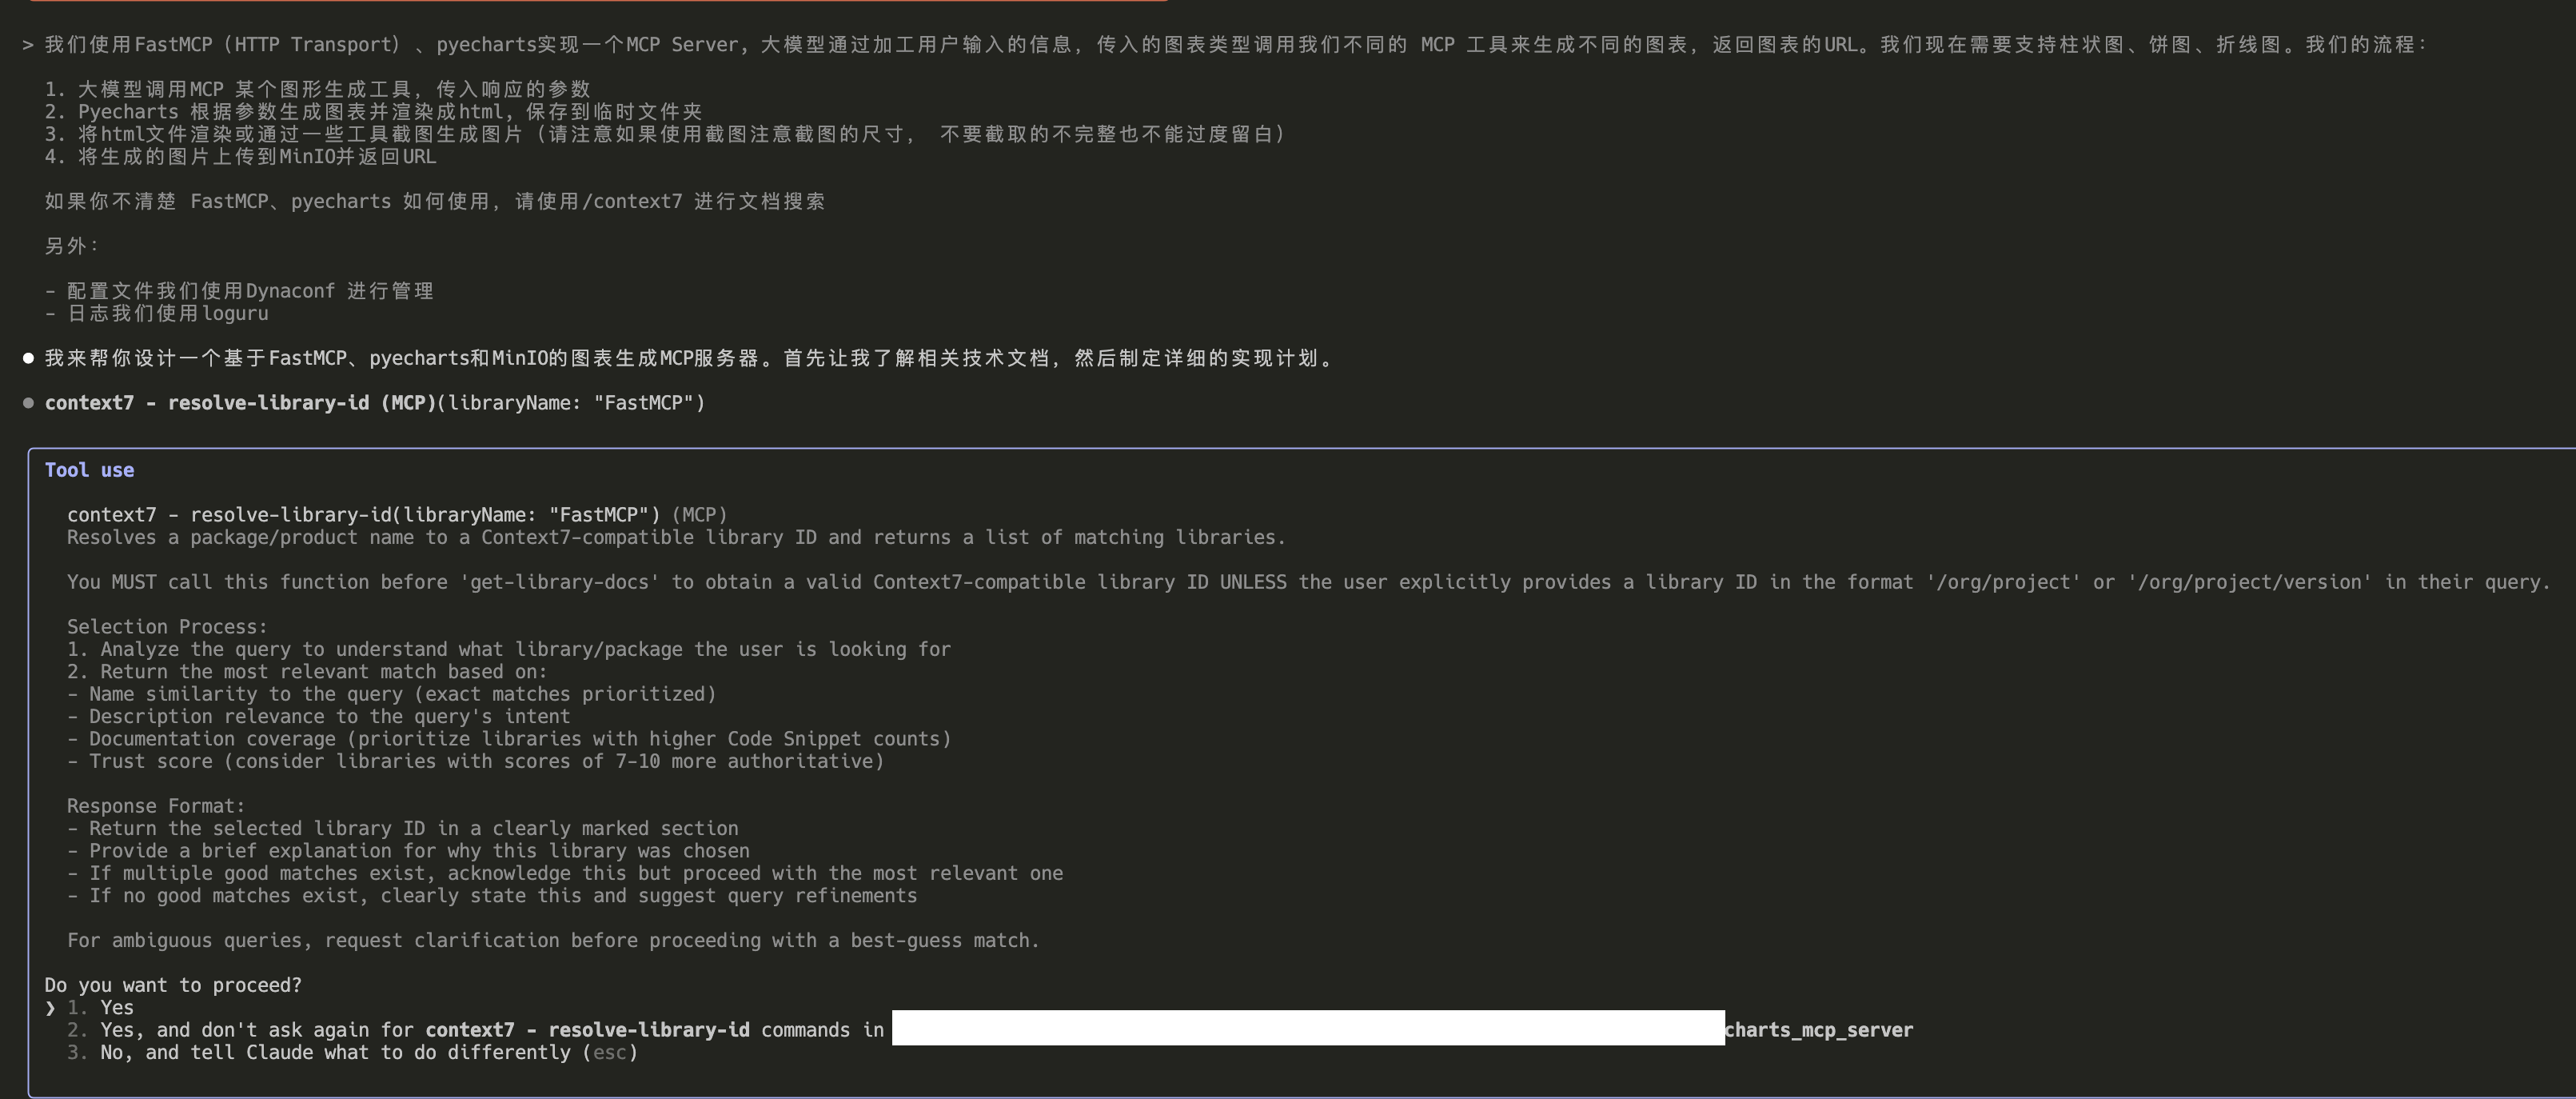 > 我们使用FastMCP（HTTP Transport）、pyecharts实现一个MCP Server，大模型通过加工用户输入的信息，传入的图表类型调用我们不同的 MCP 工具来生成不同的图表，返回图表的URL。我们现在需要支持柱状图、饼图、折线图。我们的流程：
1. 大模型调用MCP 某个图形生成工具，传入响应的参数
2. Pyecharts 根据参数生成图表并渲染成html，保存到临时文件夹
3. 将html文件渲染或通过一些工具截图生成图片（请注意如果使用截图注意截图的尺寸， 不要截取的不完整也不能过度留白）
4. 将生成的图片上传到MinIO并返回URL
如果你不清楚 FastMCP、pyecharts 如何使用，请使用/context7 进行文档搜索
另外：
- 配置文件我们使用Dynaconf 进行管理
- 日志我们使用loguru
● 我来帮你设计一个基于FastMCP、pyecharts和MinIO的图表生成MCP服务器。首先让我了解相关技术文档，然后制定详细的实现计划。
● context7 - resolve-library-id (MCP)(libraryName: "FastMCP")
Tool use
context7 - resolve-library-id(libraryName: "FastMCP") (MCP)
Resolves a package/product name to a Context7-compatible library ID and returns a list of matching libraries.
You MUST call this function before 'get-library-docs' to obtain a valid Context7-compatible library ID UNLESS the user explicitly provides a library ID in the format '/org/project' or '/org/project/version' in their query.
Selection Process:
1. Analyze the query to understand what library/package the user is looking for
2. Return the most relevant match based on:
- Name similarity to the query (exact matches prioritized)
- Description relevance to the query's intent
- Documentation coverage (prioritize libraries with higher Code Snippet counts)
- Trust score (consider libraries with scores of 7-10 more authoritative)
Response Format:
- Return the selected library ID in a clearly marked section
- Provide a brief explanation for why this library was chosen
- If multiple good matches exist, acknowledge this but proceed with the most relevant one
- If no good matches exist, clearly state this and suggest query refinements
For ambiguous queries, request clarification before proceeding with a best-guess match.
Do you want to proceed?
❯ 1. Yes
2. Yes, and don't ask again for context7 - resolve-library-id commands in charts_mcp_server
3. No, and tell Claude what to do differently (esc)